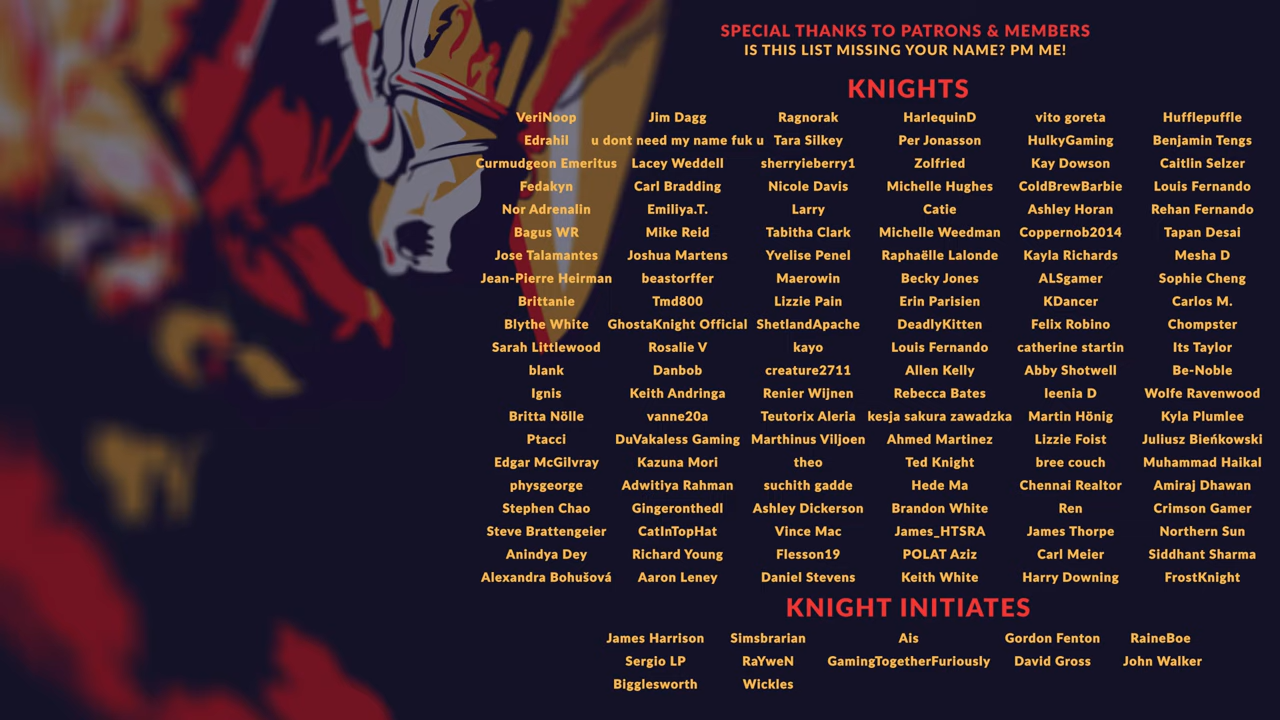 SPECIAL THANKS TO PATRONS & MEMBERS
IS THIS LIST MISSING YOUR NAME? PM ME!
KNIGHTS
VeriNoop Jim Dagg Ragnorak HarlequinD vito goreta Hufflepuffle
Edrahil u dont need my name fuk u Tara Silkey Per Jonasson HulkyGaming Benjamin Tengs
Curmudgeon Emeritus Lacey Weddell sherryieberry1 Zolfried Kay Dowson Caitlin Selzer
Fedakyn Carl Bradding Nicole Davis Michelle Hughes ColdBrewBarbie Louis Fernando
Nor Adrenalin Emiliya.T. Larry Catie Ashley Horan Rehan Fernando
Bagus WR Mike Reid Tabitha Clark Michelle Weedman Coppernob2014 Tapan Desai
Jose Talamantes Joshua Martens Yvelise Penel Raphaëlle Lalonde Kayla Richards Mesha D
Jean-Pierre Heirman beastorffer Maerowin Becky Jones ALSgamer Sophie Cheng
Brittanie Tmd800 Lizzie Pain Erin Parisien KDancer Carlos M.
Blythe White GhostaKnight Official ShetlandApache DeadlyKitten Felix Robino Chompster
Sarah Littlewood Rosalie V kayo Louis Fernando catherine startin Its Taylor
blank Danbob creature2711 Allen Kelly Abby Shotwell Be-Noble
Ignis Keith Andringa Renier Wijnen Rebecca Bates leenia D Wolfe Ravenwood
Britta Nölle vanne20a Teutorix Aleria kesja sakura zawadzka Martin Hönig Kyla Plumlee
Ptacci DuVakaless Gaming Marthinus Viljoen Ahmed Martinez Lizzie Foist Juliusz Bieńkowski
Edgar McGilvray Kazuna Mori theo Ted Knight bree couch Muhammad Haikal
physgeorge Adwitiya Rahman suchith gadde Hede Ma Chennai Realtor Amiraj Dhawan
Stephen Chao Gingeronthedl Ashley Dickerson Brandon White Ren Crimson Gamer
Steve Brattengeier CatInTopHat Vince Mac James_HTSRA James Thorpe Northern Sun
Anindya Dey Richard Young Flesson19 POLAT Aziz Carl Meier Siddhant Sharma
Alexandra Bohušová Aaron Leney Daniel Stevens Keith White Harry Downing FrostKnight
KNIGHT INITIATES
James Harrison Simsbrarian Ais Gordon Fenton RaineBoe
Sergio LP RaYweN GamingTogetherFuriously David Gross John Walker
Bigglesworth Wickles